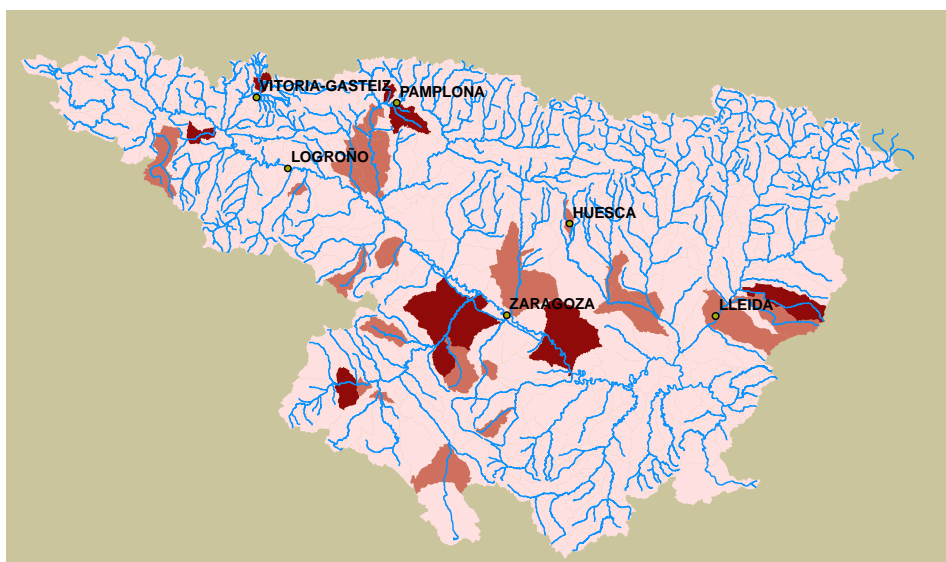 VITORIA-GASTEIZ
PAMPLONA
LOGROÑO
HUESCA
ZARAGOZA
LLEIDA